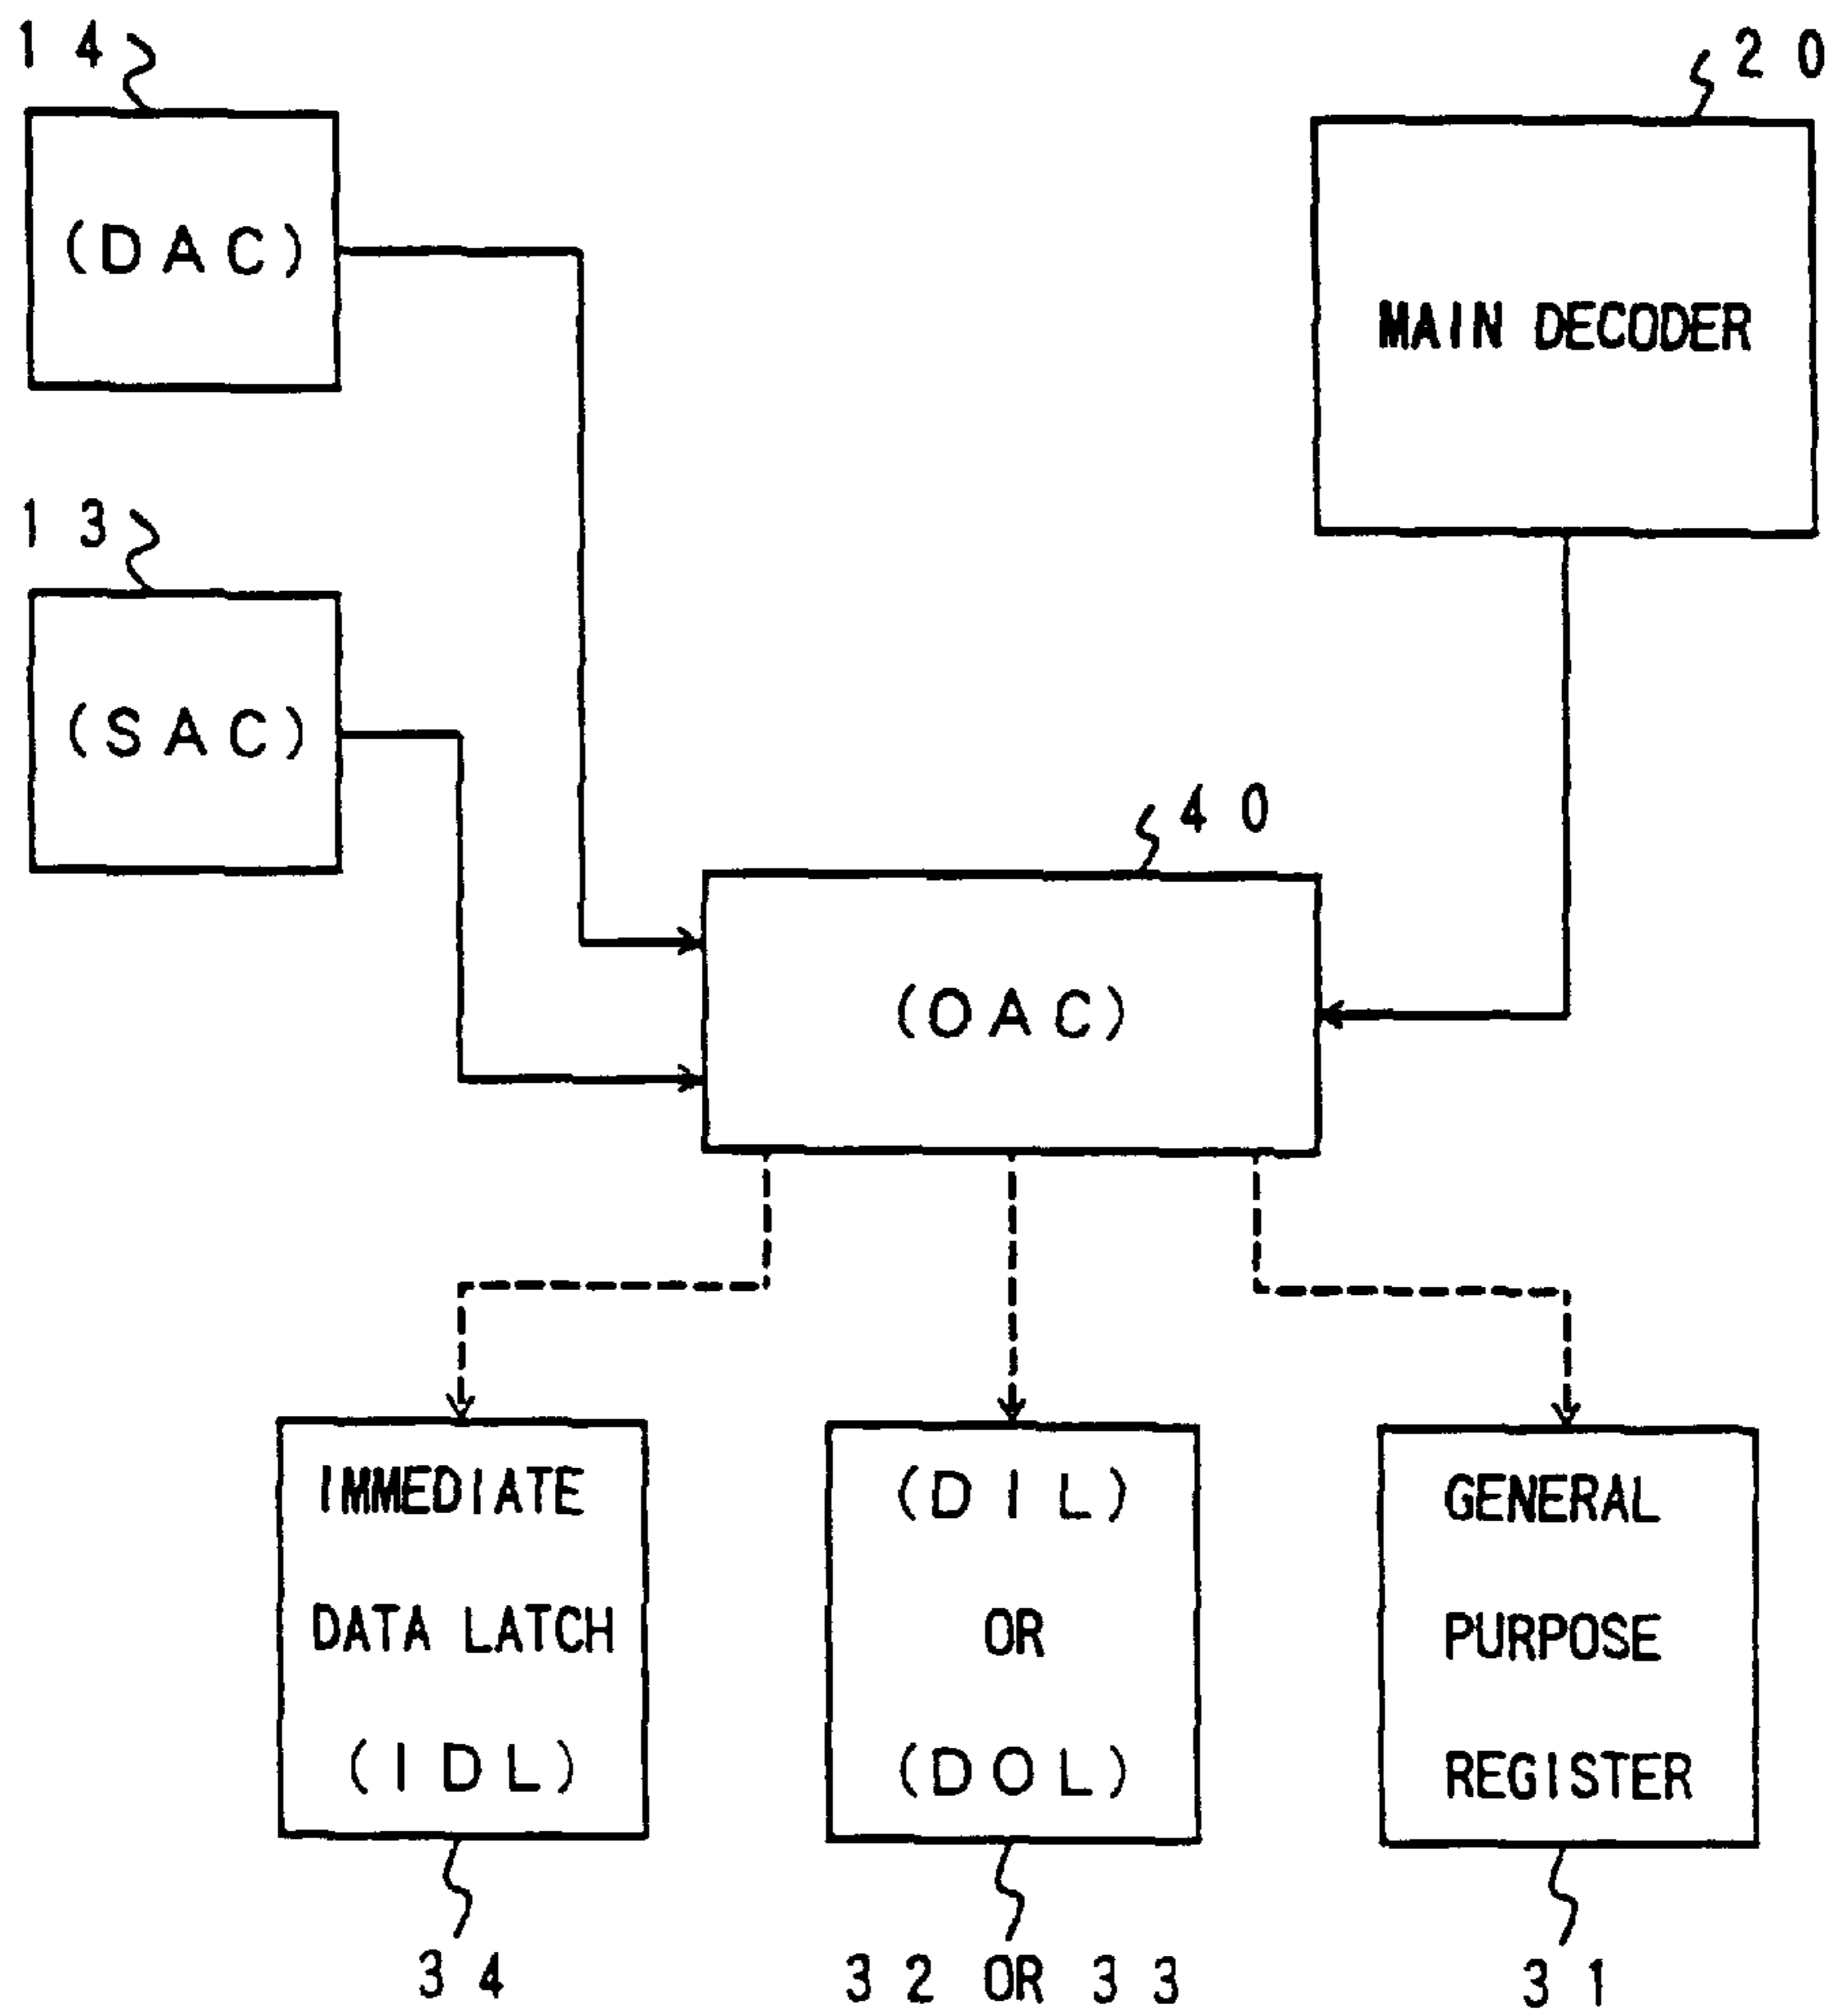 14
20
(DAC)
MAIN DECODER
13
(SAC)
40
(OAC)
IMMEDIATE
DATA LATCH
(IDL)
(DIL)
OR
(DOL)
GENERAL
PURPOSE
REGISTER
34
32 OR 33
31